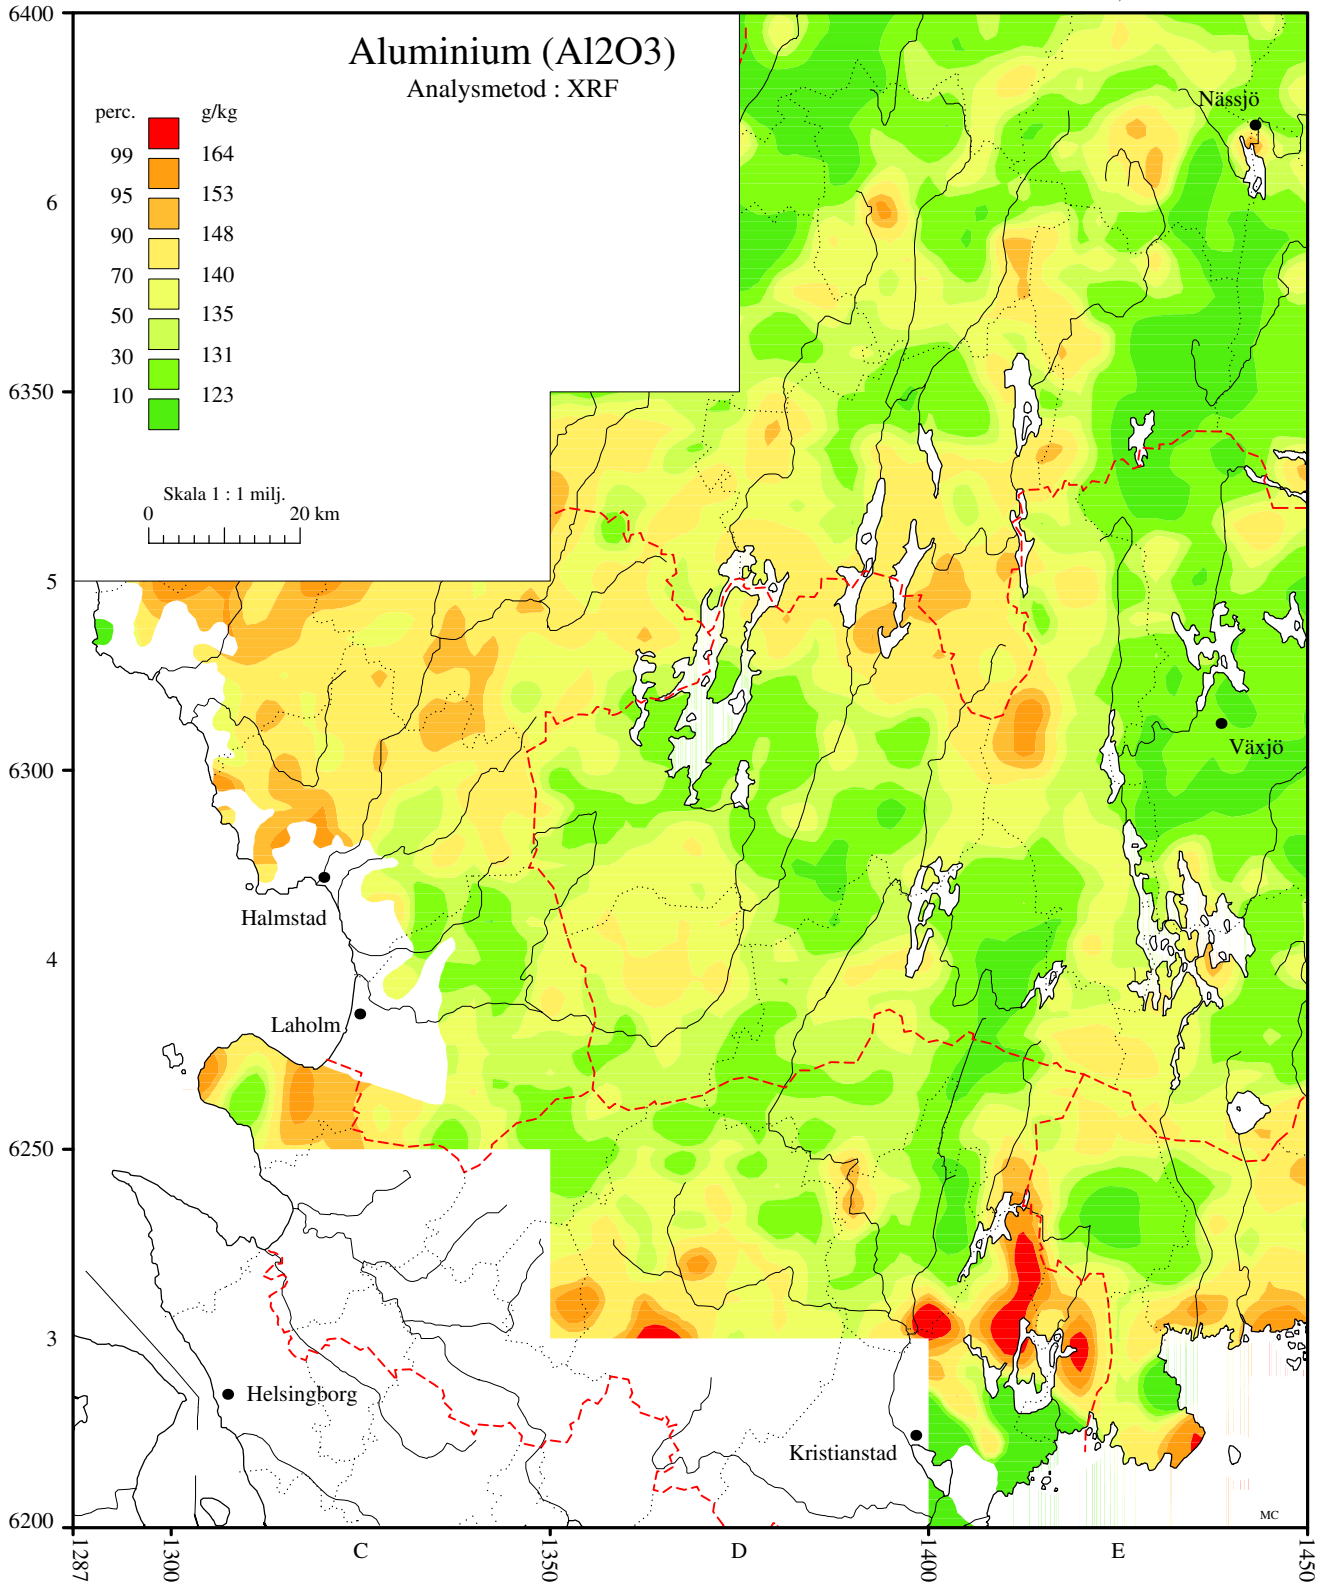 6400
Aluminium (Al2O3)
Analysmetod : XRF
perc. g/kg
99 164
95 153
90 148
70 140
50 135
30 131
10 123
Nässjö
6
6350
Skala 1 : 1 milj.
0 20 km
5
Växjö
6300
Halmstad
4
Laholm
6250
3
Helsingborg
Kristianstad
MC
6200
1287 1300 C 1350 D 1400 E 1450